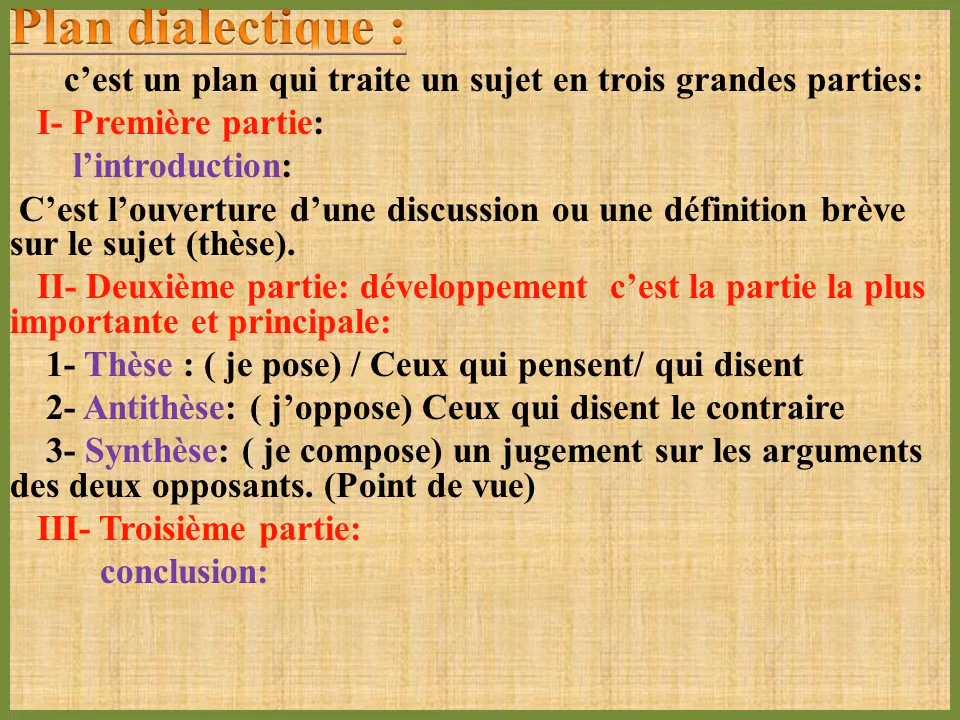 Plan dialectique :
c’est un plan qui traite un sujet en trois grandes parties:
I- Première partie:
l’introduction:
C’est l’ouverture d’une discussion ou une définition brève
sur le sujet (thèse).
II- Deuxième partie: développement c’est la partie la plus
importante et principale:
1- Thèse : ( je pose) / Ceux qui pensent/ qui disent
2- Antithèse: ( j’oppose) Ceux qui disent le contraire
3- Synthèse: ( je compose) un jugement sur les arguments
des deux opposants. (Point de vue)
III- Troisième partie:
conclusion: